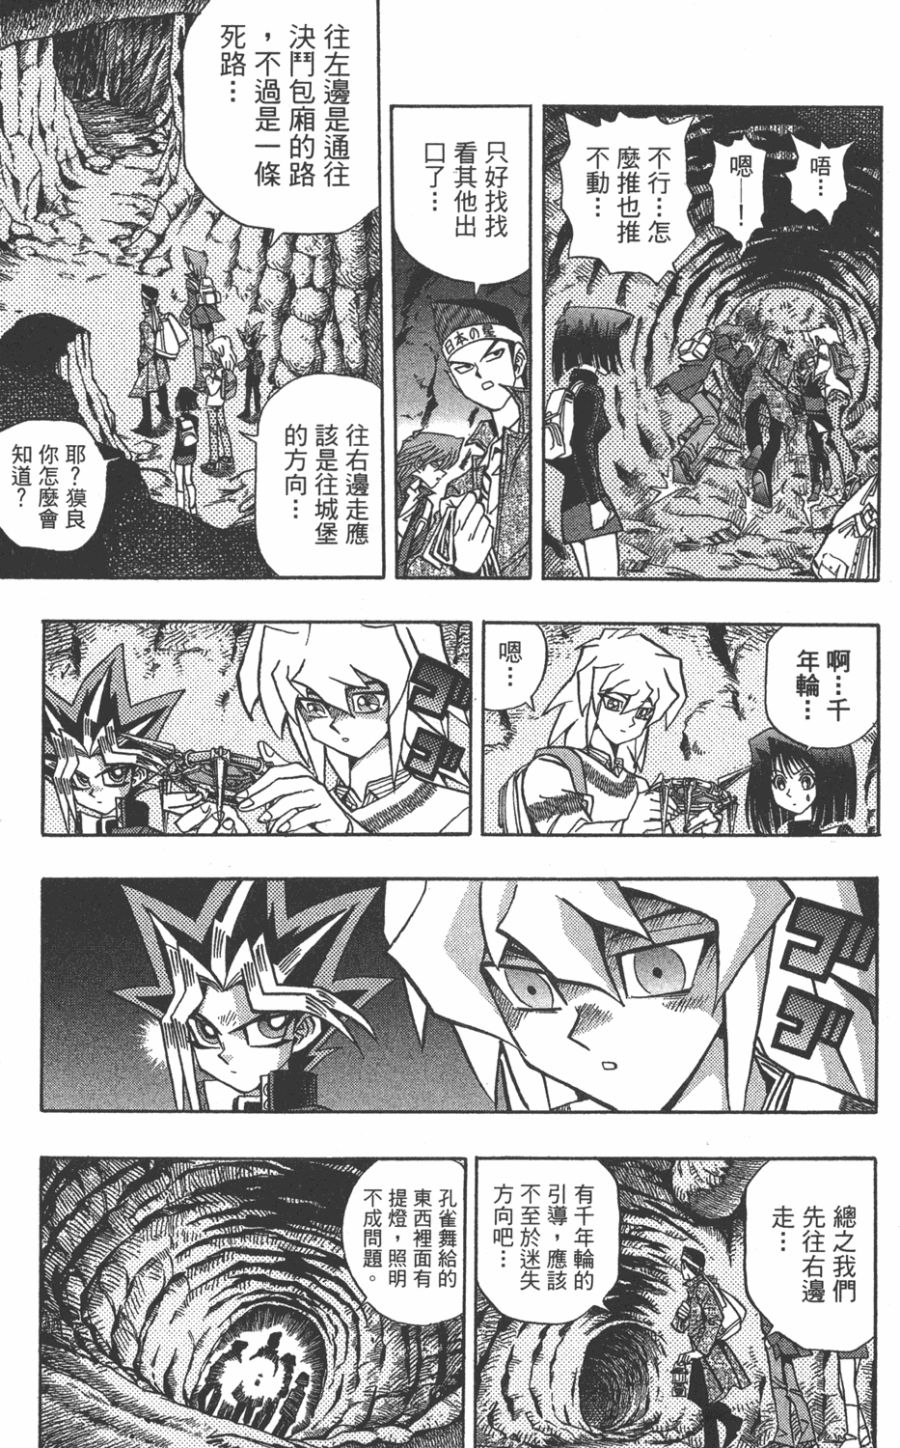 唔…
嗯──！
不行…怎
麼推也推
不動…
只好找找
看其他出
口了…
日本の
往左邊是通往
決鬥包廂的路
，不過是一條
死路…
往右邊走應
該是往城堡
的方向…
耶？獏良
你怎麼會
知道？
啊…千
年輪…
嗯…
ゴゴ
ゴゴ
總之我們
先往右邊
走…
有千年輪的
引導，應該
不至於迷失
方向吧…
孔雀舞給的
東西裡面有
提燈，照明
不成問題。